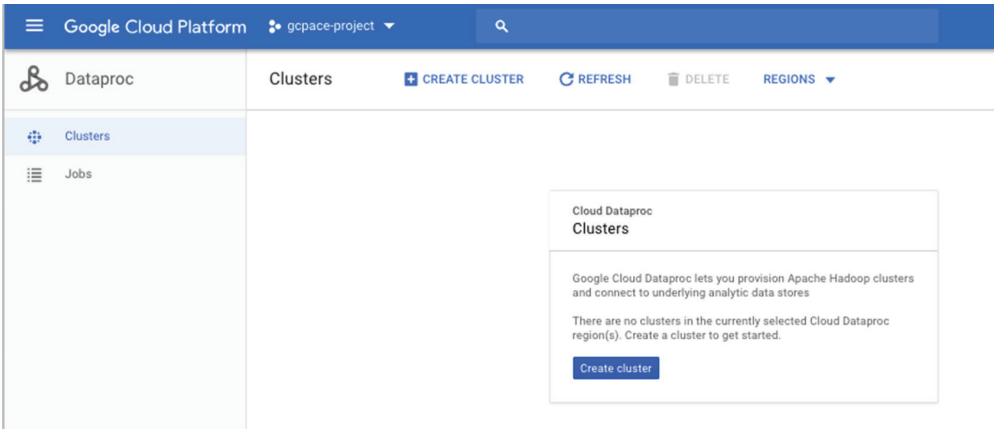 Google Cloud Platform gcpace-project
Dataproc
Clusters CREATE CLUSTER REFRESH DELETE REGIONS
Clusters
Jobs
Cloud Dataproc
Clusters
Google Cloud Dataproc lets you provision Apache Hadoop clusters
and connect to underlying analytic data stores
There are no clusters in the currently selected Cloud Dataproc
region(s). Create a cluster to get started.
Create cluster